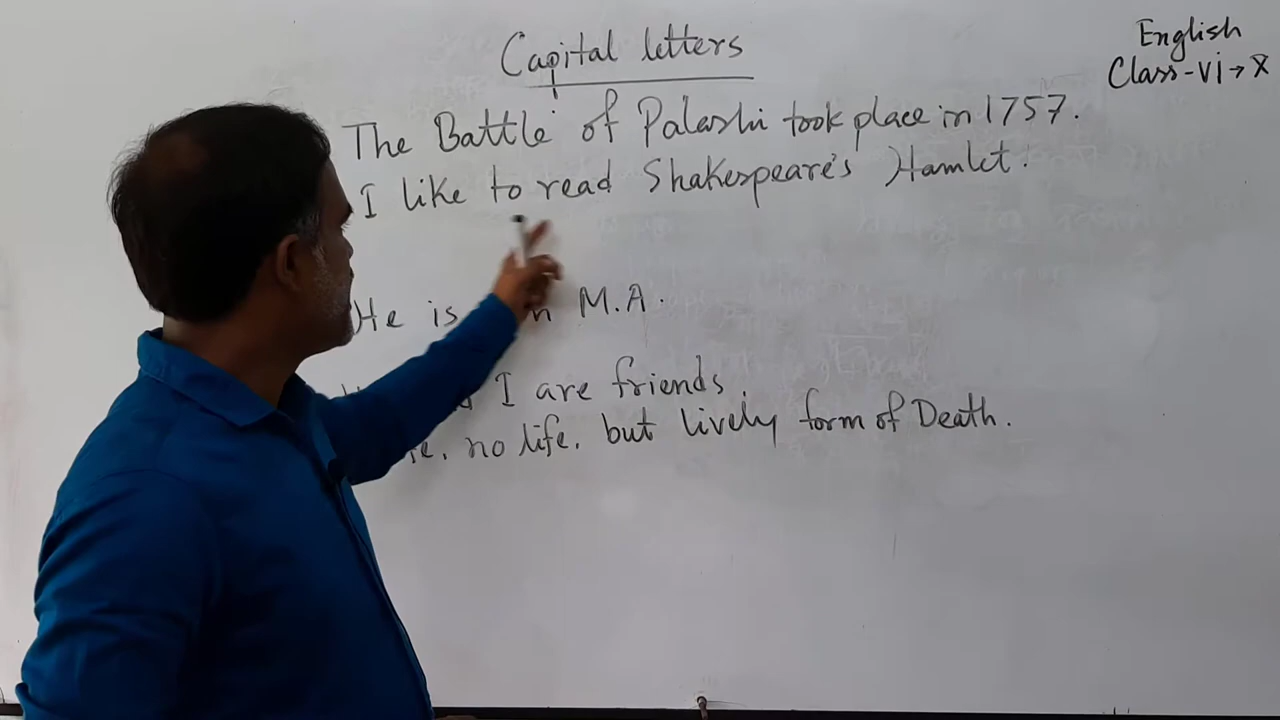 Capital letters
English
Class-VI→X
The Battle of Palashi took place in 1757.
I like to read Shakespeare's Hamlet.
He is M.A.
I are friends.
no life, but lively form of Death.